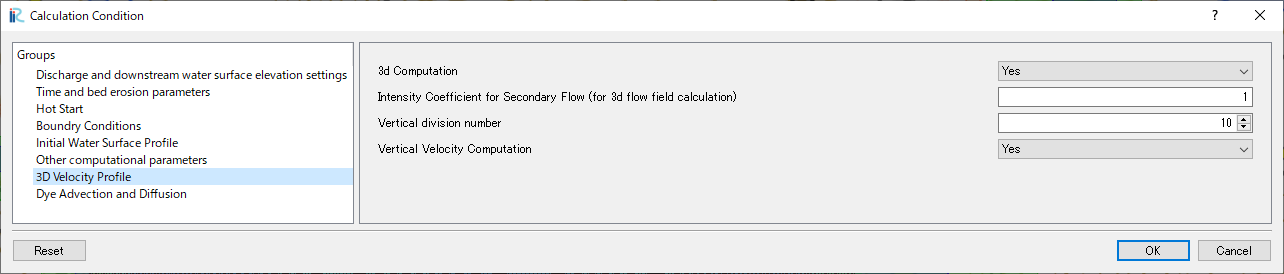 Calculation Condition
Groups
Discharge and downstream water surface elevation settings
Time and bed erosion parameters
Hot Start
Boundry Conditions
Initial Water Surface Profile
Other computational parameters
3D Velocity Profile
Dye Advection and Diffusion
3d Computation Yes
Intensity Coefficient for Secondary Flow (for 3d flow field calculation) 1
Vertical division number 10
Vertical Velocity Computation Yes
Reset OK Cancel